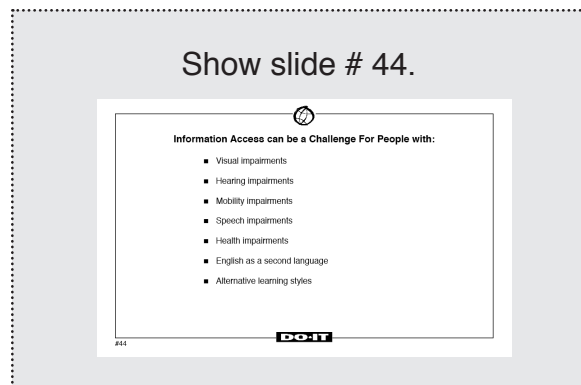 Show slide # 44.
Information Access can be a Challenge For People with:
■ Visual impairments
■ Hearing impairments
■ Mobility impairments
■ Speech impairments
■ Health impairments
■ English as a second language
■ Alternative learning styles
DO-IT
#44